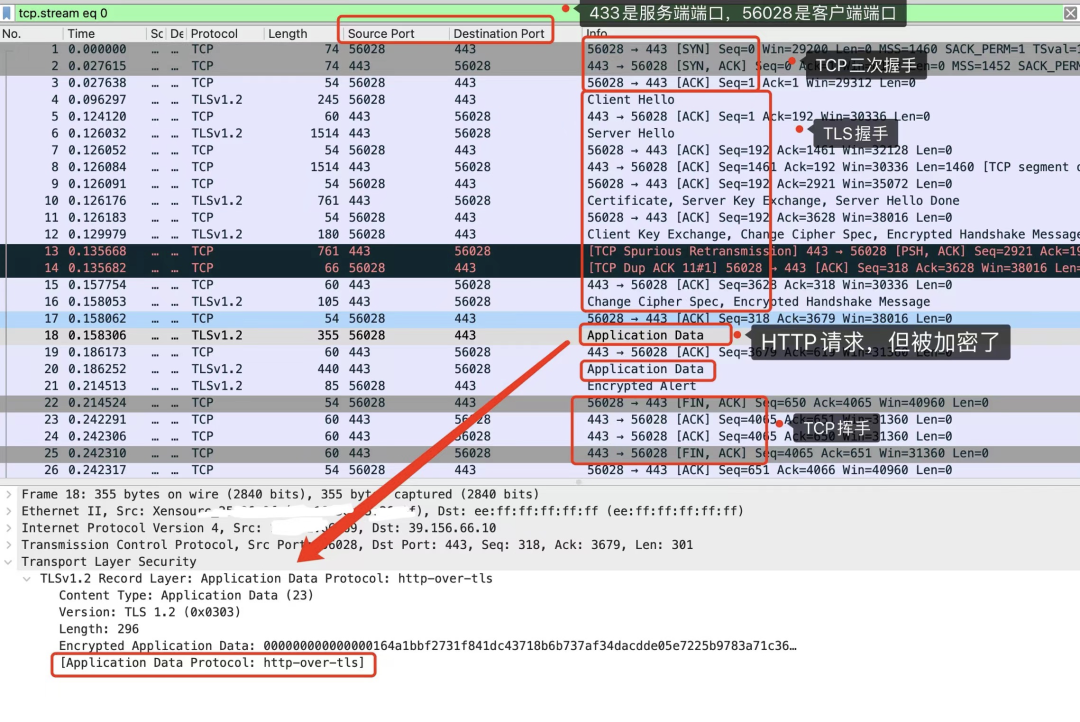 tcp.stream eq 0
433是服务端端口，56028是客户端端口
No. Time Sc De Protocol Length Source Port Destination Port Info
1 0.000000 … … TCP 74 56028 443 56028 → 443 [SYN] Seq=0 Win=29200 Len=0 MSS=1460 SACK_PERM=1 TSval=
2 0.027615 … … TCP 74 443 56028 443 → 56028 [SYN, ACK] Seq=0 =0 MSS=1452 SACK_PER
TCP三次握手
3 0.027638 … … TCP 54 56028 443 56028 → 443 [ACK] Seq=1 Ack=1 Win=29312 Len=0
4 0.096297 … … TLSv1.2 245 56028 443 Client Hello
5 0.124120 … … TCP 60 443 56028 443 → 56028 [ACK] Seq=1 Ack=192 Win=30336 Len=0
6 0.126032 … … TLSv1.2 1514 443 56028 Server Hello
TLS握手
7 0.126052 … … TCP 54 56028 443 56028 → 443 [ACK] Seq=192 Ack=1461 Win=32128 Len=0
8 0.126084 … … TCP 1514 443 56028 443 → 56028 [ACK] Seq=1461 Ack=192 Win=30336 Len=1460 [TCP segment
9 0.126091 … … TCP 54 56028 443 56028 → 443 [ACK] Seq=192 Ack=2921 Win=35072 Len=0
10 0.126176 … … TLSv1.2 761 443 56028 Certificate, Server Key Exchange, Server Hello Done
11 0.126183 … … TCP 54 56028 443 56028 → 443 [ACK] Seq=192 Ack=3628 Win=38016 Len=0
12 0.129979 … … TLSv1.2 180 56028 443 Client Key Exchange, Change Cipher Spec, Encrypted Handshake Message
13 0.135668 … … TCP 761 443 56028 [TCP Spurious Retransmission] 443 → 56028 [PSH, ACK] Seq=2921 Ack=19
14 0.135682 … … TCP 66 56028 443 [TCP Dup ACK 11#1] 56028 → 443 [ACK] Seq=318 Ack=3628 Win=38016 Len=
15 0.157754 … … TCP 60 443 56028 443 → 56028 [ACK] Seq=3628 Ack=318 Win=30336 Len=0
16 0.158053 … … TLSv1.2 105 443 56028 Change Cipher Spec, Encrypted Handshake Message
17 0.158062 … … TCP 54 56028 443 56028 → 443 [ACK] Seq=318 Ack=3679 Win=38016 Len=0
18 0.158306 … … TLSv1.2 355 56028 443 Application Data
HTTP请求，但被加密了
19 0.186173 … … TCP 60 443 56028 443 → 56028 [ACK] Seq=3679 Ack=619 Win=31360 Len=0
20 0.186252 … … TLSv1.2 440 443 56028 Application Data
21 0.214513 … … TLSv1.2 85 56028 443 Encrypted Alert
22 0.214524 … … TCP 54 56028 443 56028 → 443 [FIN, ACK] Seq=650 Ack=4065 Win=40960 Len=0
23 0.242291 … … TCP 60 443 56028 443 → 56028 [ACK] Seq=4065 Ack=651 Win=31360 Len=0
TCP挥手
24 0.242306 … … TCP 60 443 56028 443 → 56028 [ACK] Seq=4065 Ack=650 Win=31360 Len=0
25 0.242310 … … TCP 60 443 56028 443 → 56028 [FIN, ACK] Seq=4065 Ack=651 Win=31360 Len=0
26 0.242317 … … TCP 54 56028 443 56028 → 443 [ACK] Seq=651 Ack=4066 Win=40960 Len=0
Frame 18: 355 bytes on wire (2840 bits), 355 bytes captured (2840 bits)
Ethernet II, Src: Xensourc_ f), Dst: ee:ff:ff:ff:ff:ff (ee:ff:ff:ff:ff:ff)
Internet Protocol Version 4, Src: 39, Dst: 39.156.66.10
Transmission Control Protocol, Src Port: 56028, Dst Port: 443, Seq: 318, Ack: 3679, Len: 301
Transport Layer Security
TLSv1.2 Record Layer: Application Data Protocol: http-over-tls
Content Type: Application Data (23)
Version: TLS 1.2 (0x0303)
Length: 296
Encrypted Application Data: 000000000000000164a1bbf2731f841dc43718b6b737af34dacdde05e7225b9783a71c36…
[Application Data Protocol: http-over-tls]